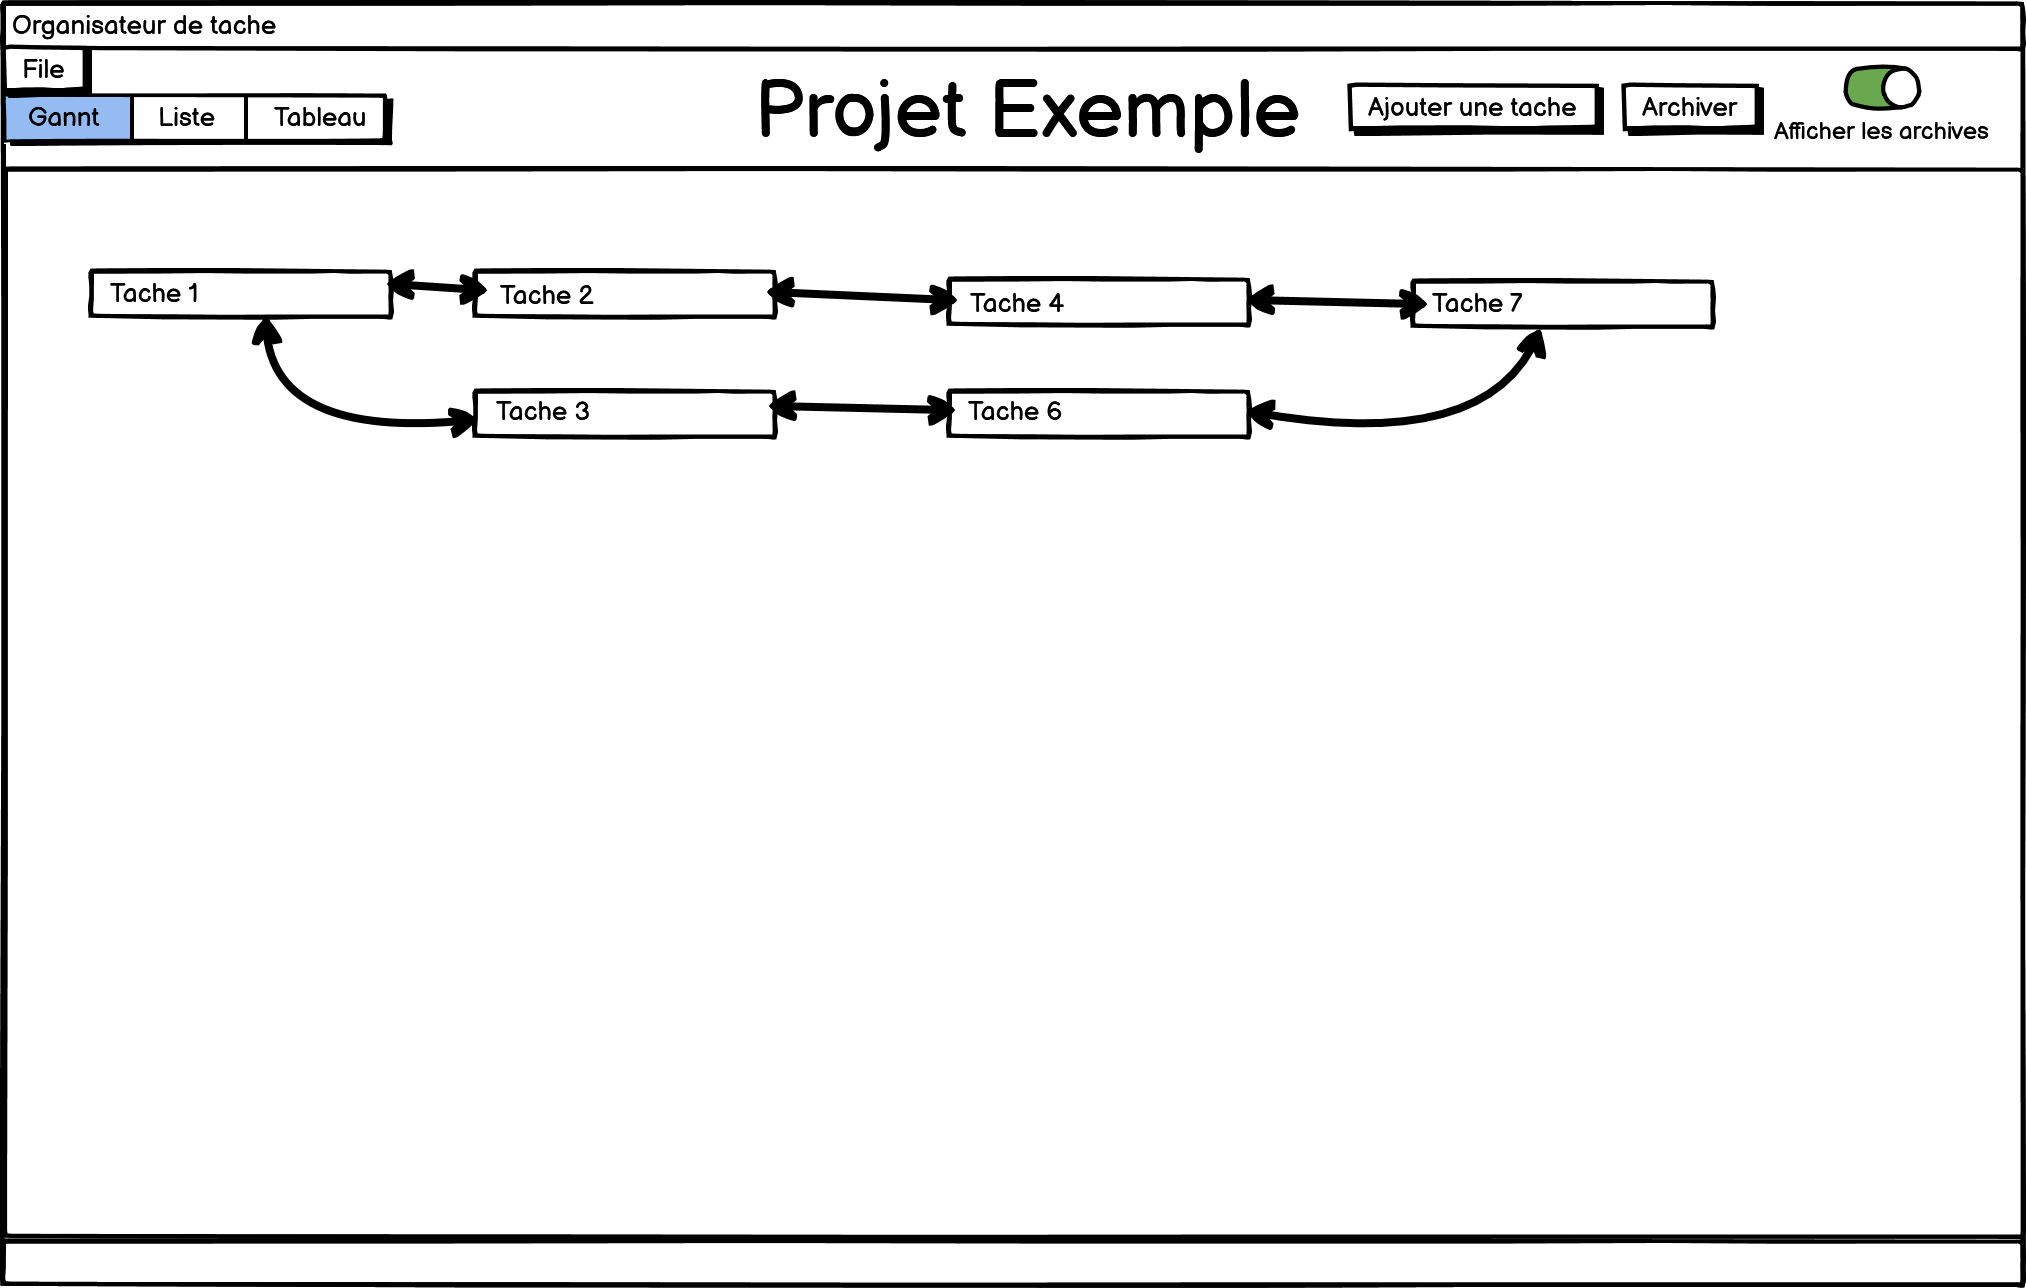 Organisateur de tache
File
Gannt Liste Tableau
Projet Exemple
Ajouter une tache
Archiver
Afficher les archives
Tache 1
Tache 2
Tache 4
Tache 7
Tache 3
Tache 6